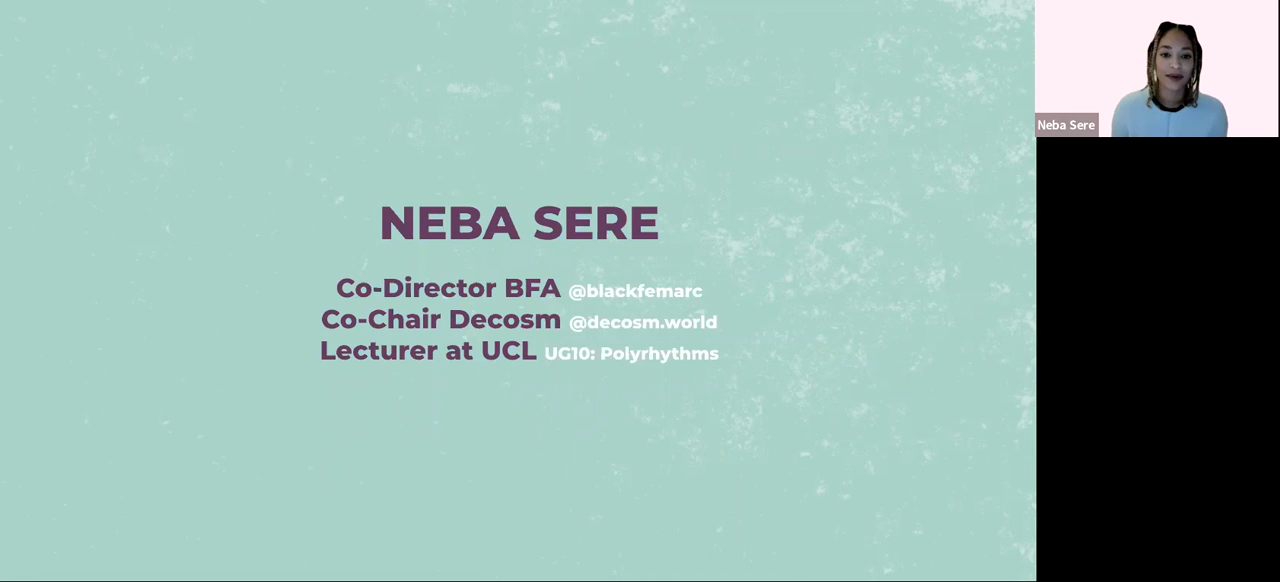 NEBA SERE
Co-Director BFA @blackfemarc
Co-Chair Decosm @decosm.world
Lecturer at UCL UG10: Polyrhythms
Neba Sere